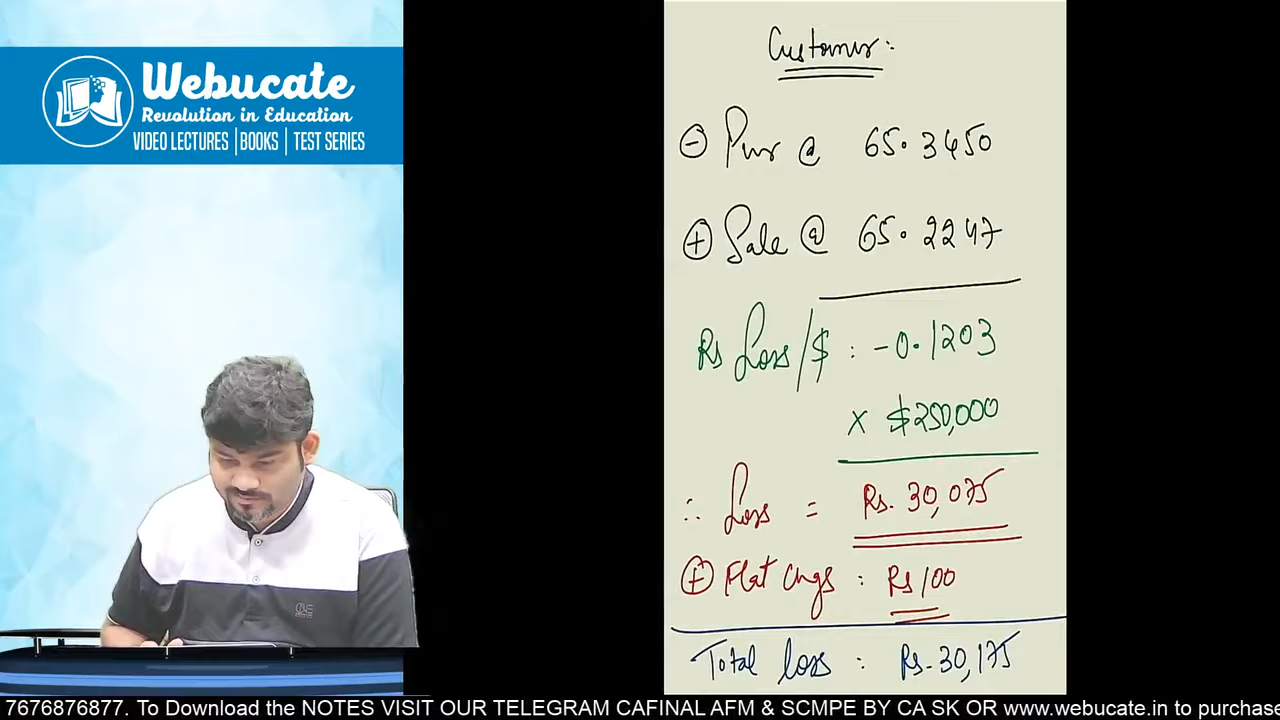 Webucate
Revolution in Education
VIDEO LECTURES | BOOKS | TEST SERIES
Customer:
⊖ Pur @ 65.3450
⊕ Sale @ 65.2247
Rs Loss/$ : -0.1203
x $250,000
∴ Loss = Rs. 30,075
⊕ Flat Chgs : Rs 100
Total loss : Rs. 30,175
7676876877. To Download the NOTES VISIT OUR TELEGRAM CAFINAL AFM & SCMPE BY CA SK OR www.webucate.in to purchase